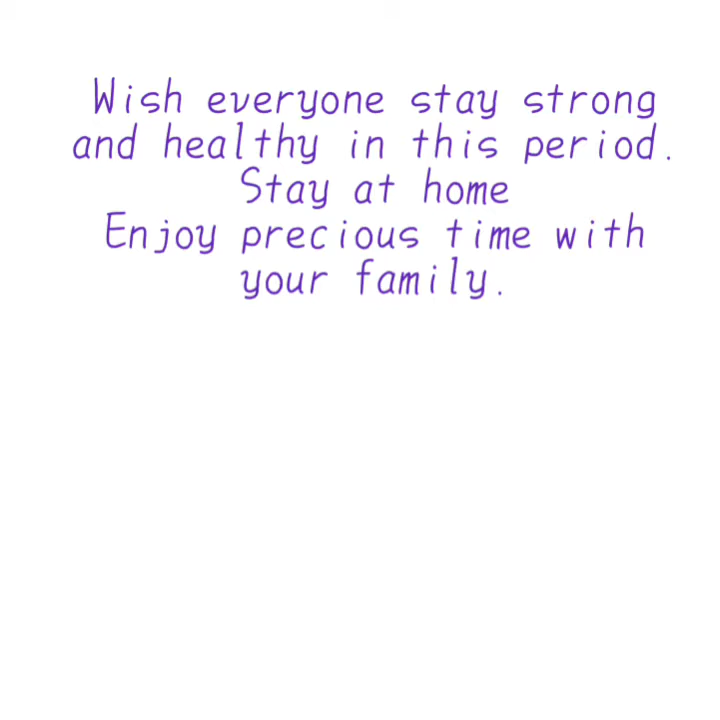 Wish everyone stay strong
and healthy in this period.
Stay at home
Enjoy precious time with
your family.